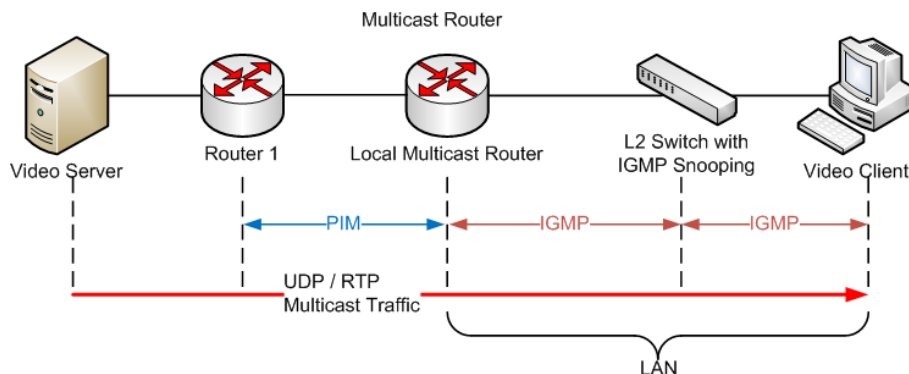 Multicast Router
Video Server
Router 1
Local Multicast Router
L2 Switch with
IGMP Snooping
Video Client
PIM
IGMP
IGMP
UDP / RTP
Multicast Traffic
LAN